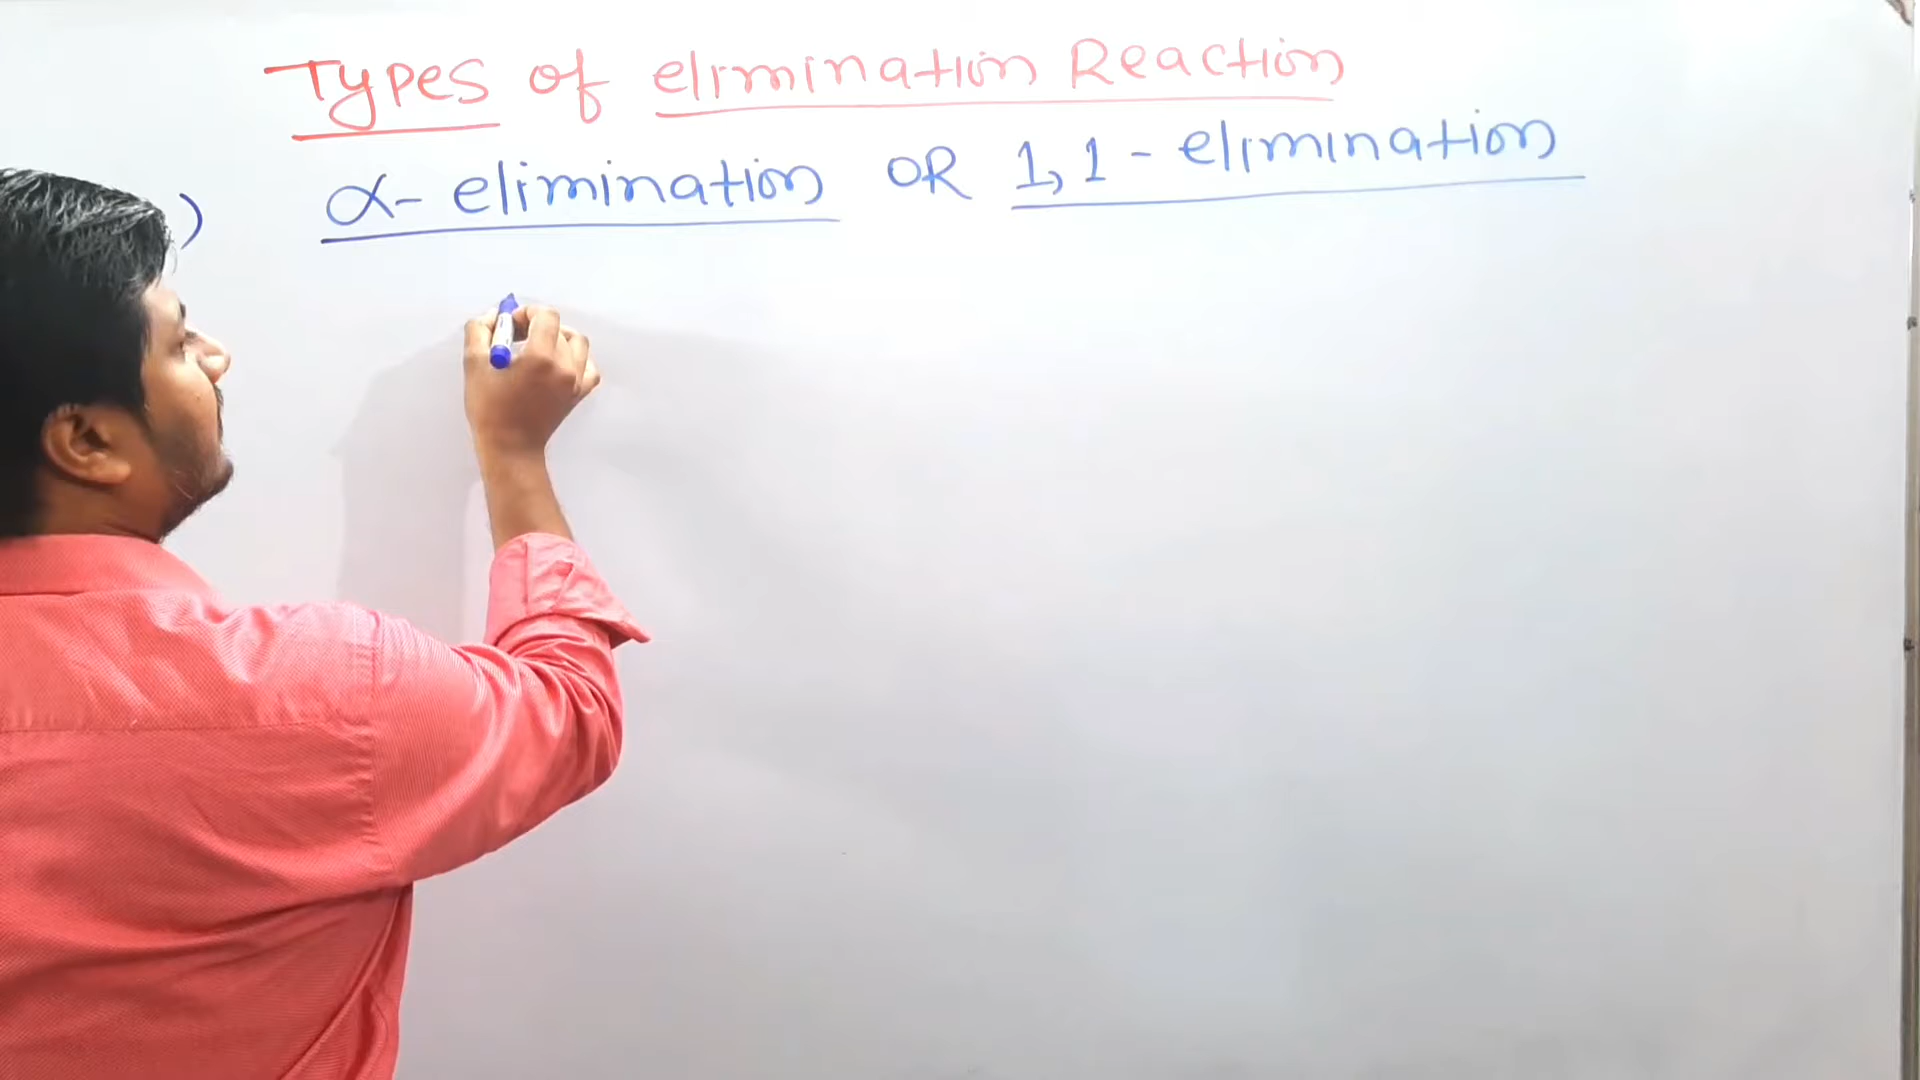 Types of elimination Reaction
) α- elimination OR 1,1 - elimination